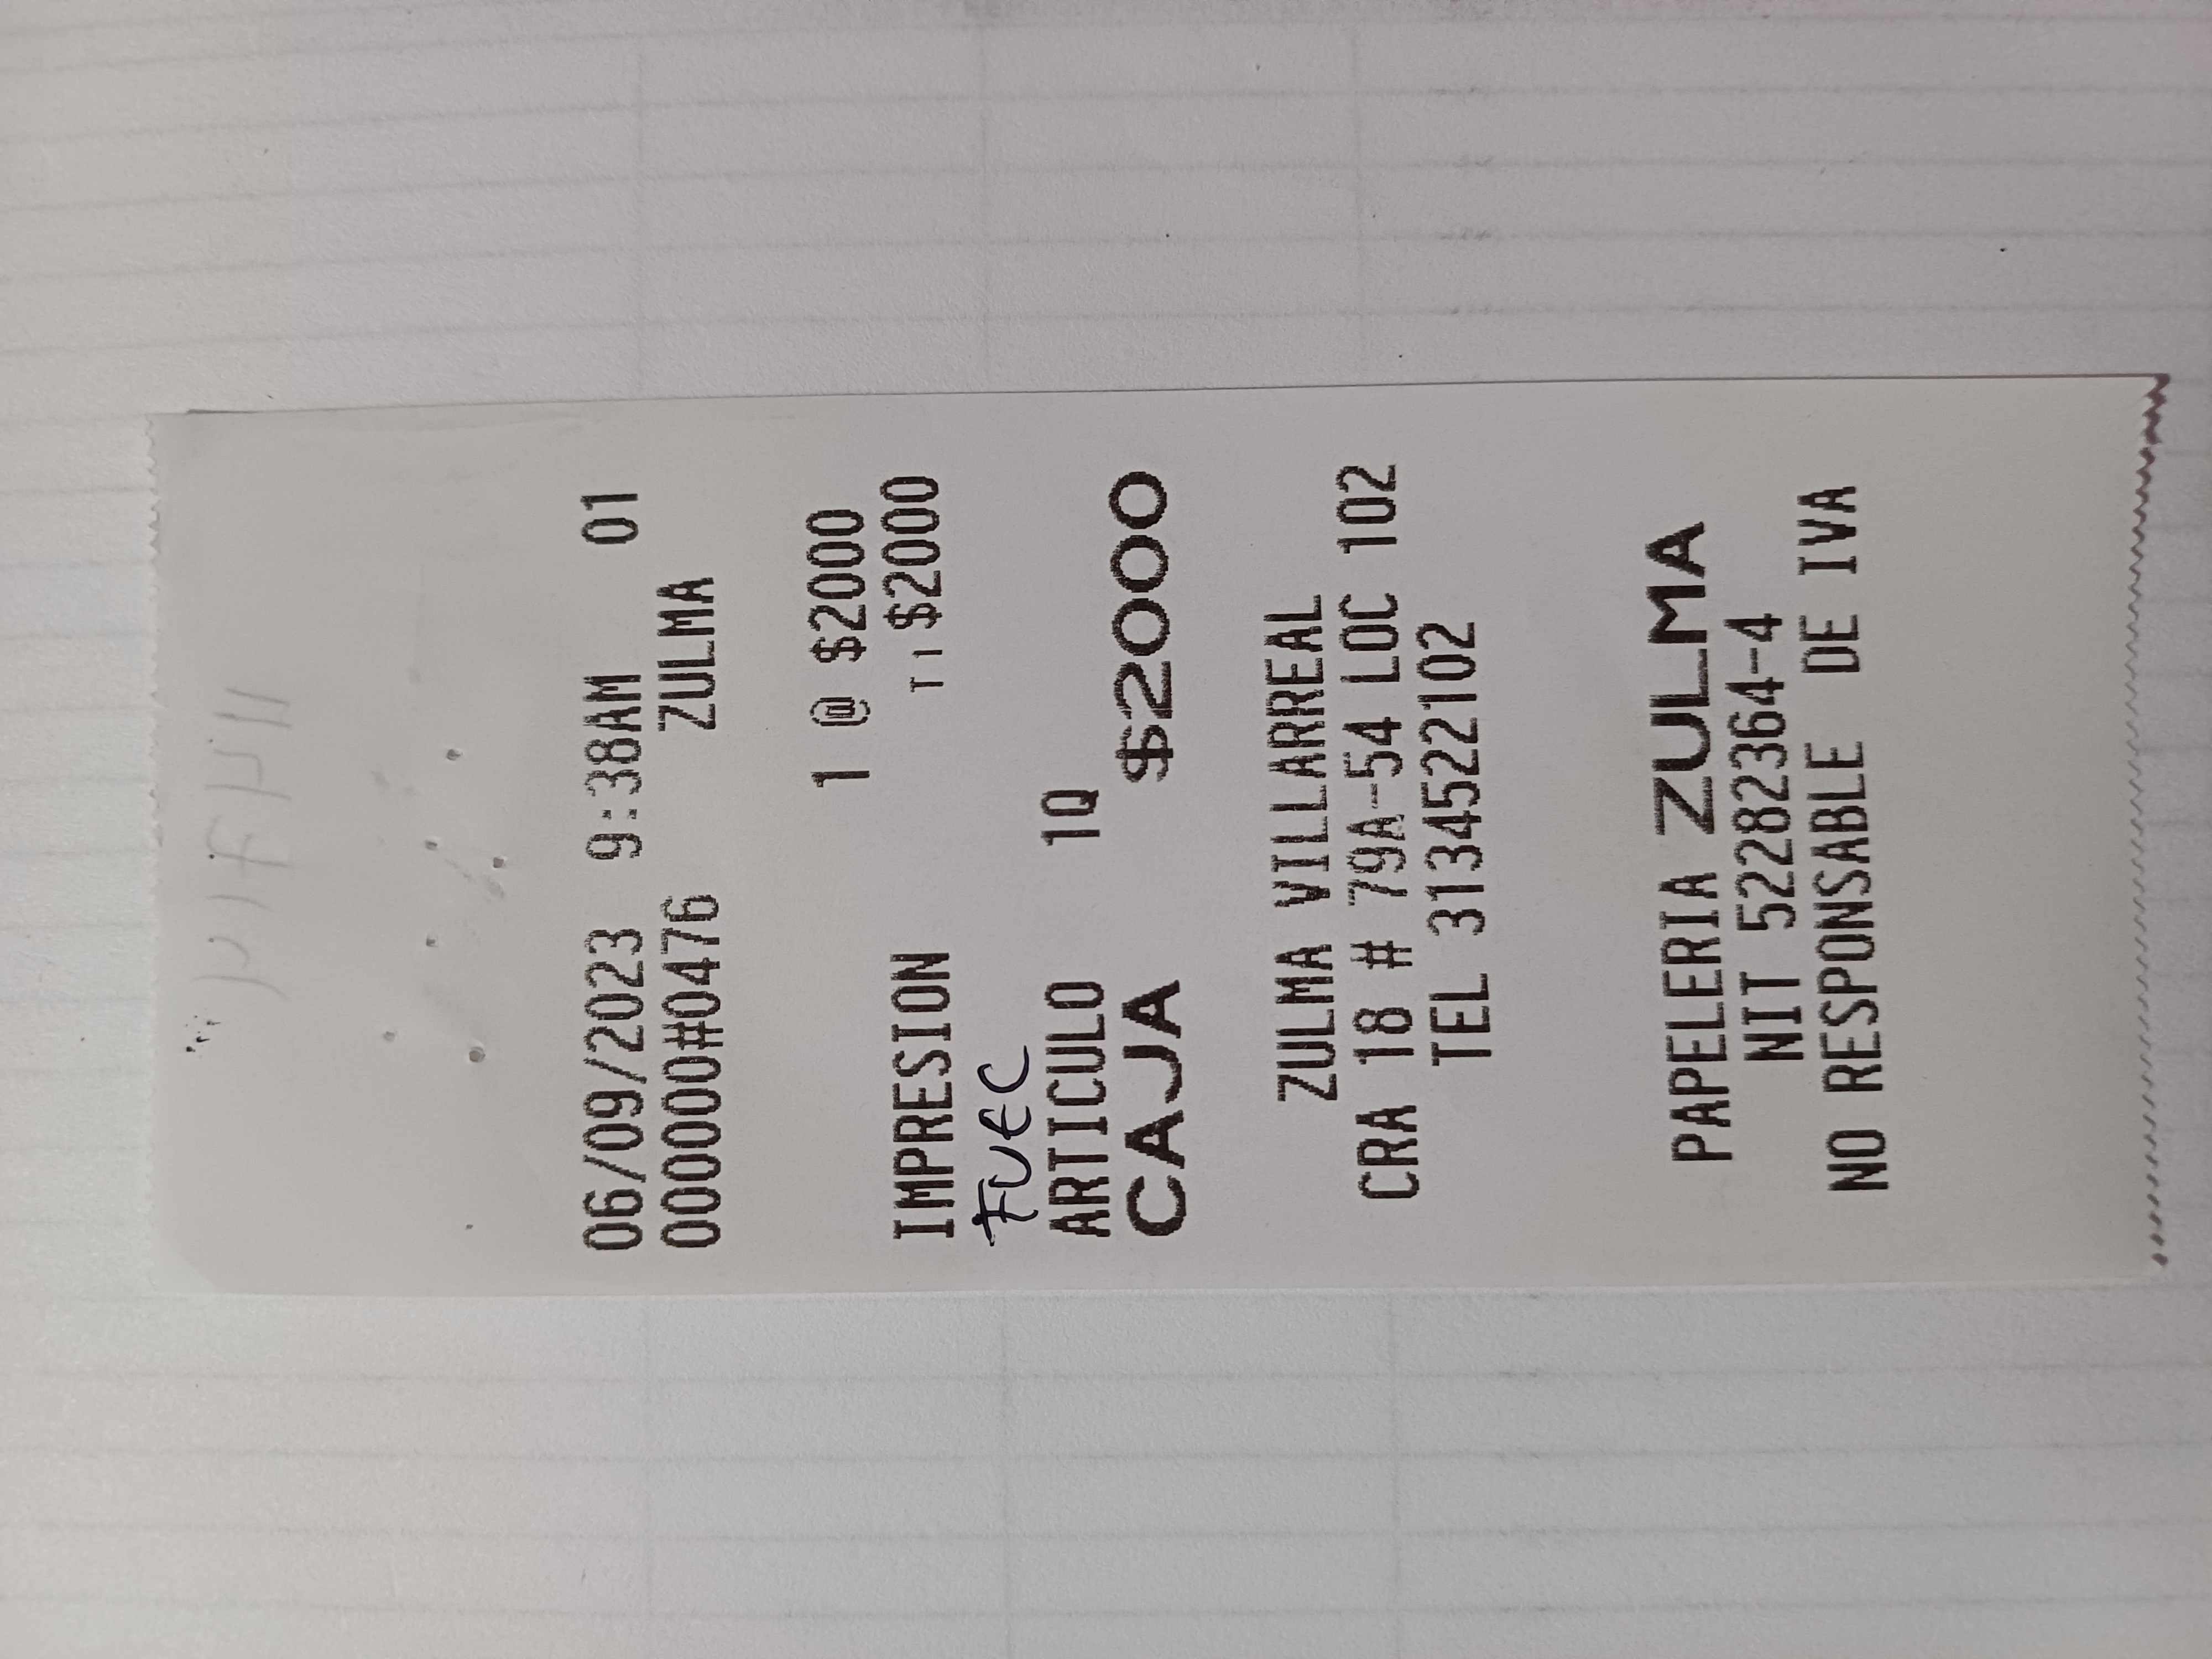 06/09/2023 9:38AM 01
000000#0476 ZULMA
1 @ $2000
IMPRESION T1 $2000
FUEC
ARTICULO 1Q
CAJA $2000
ZULMA VILLARREAL
CRA 18 # 79A-54 LOC 102
TEL 3134522102
PAPELERIA ZULMA
NIT 52282364-4
NO RESPONSABLE DE IVA